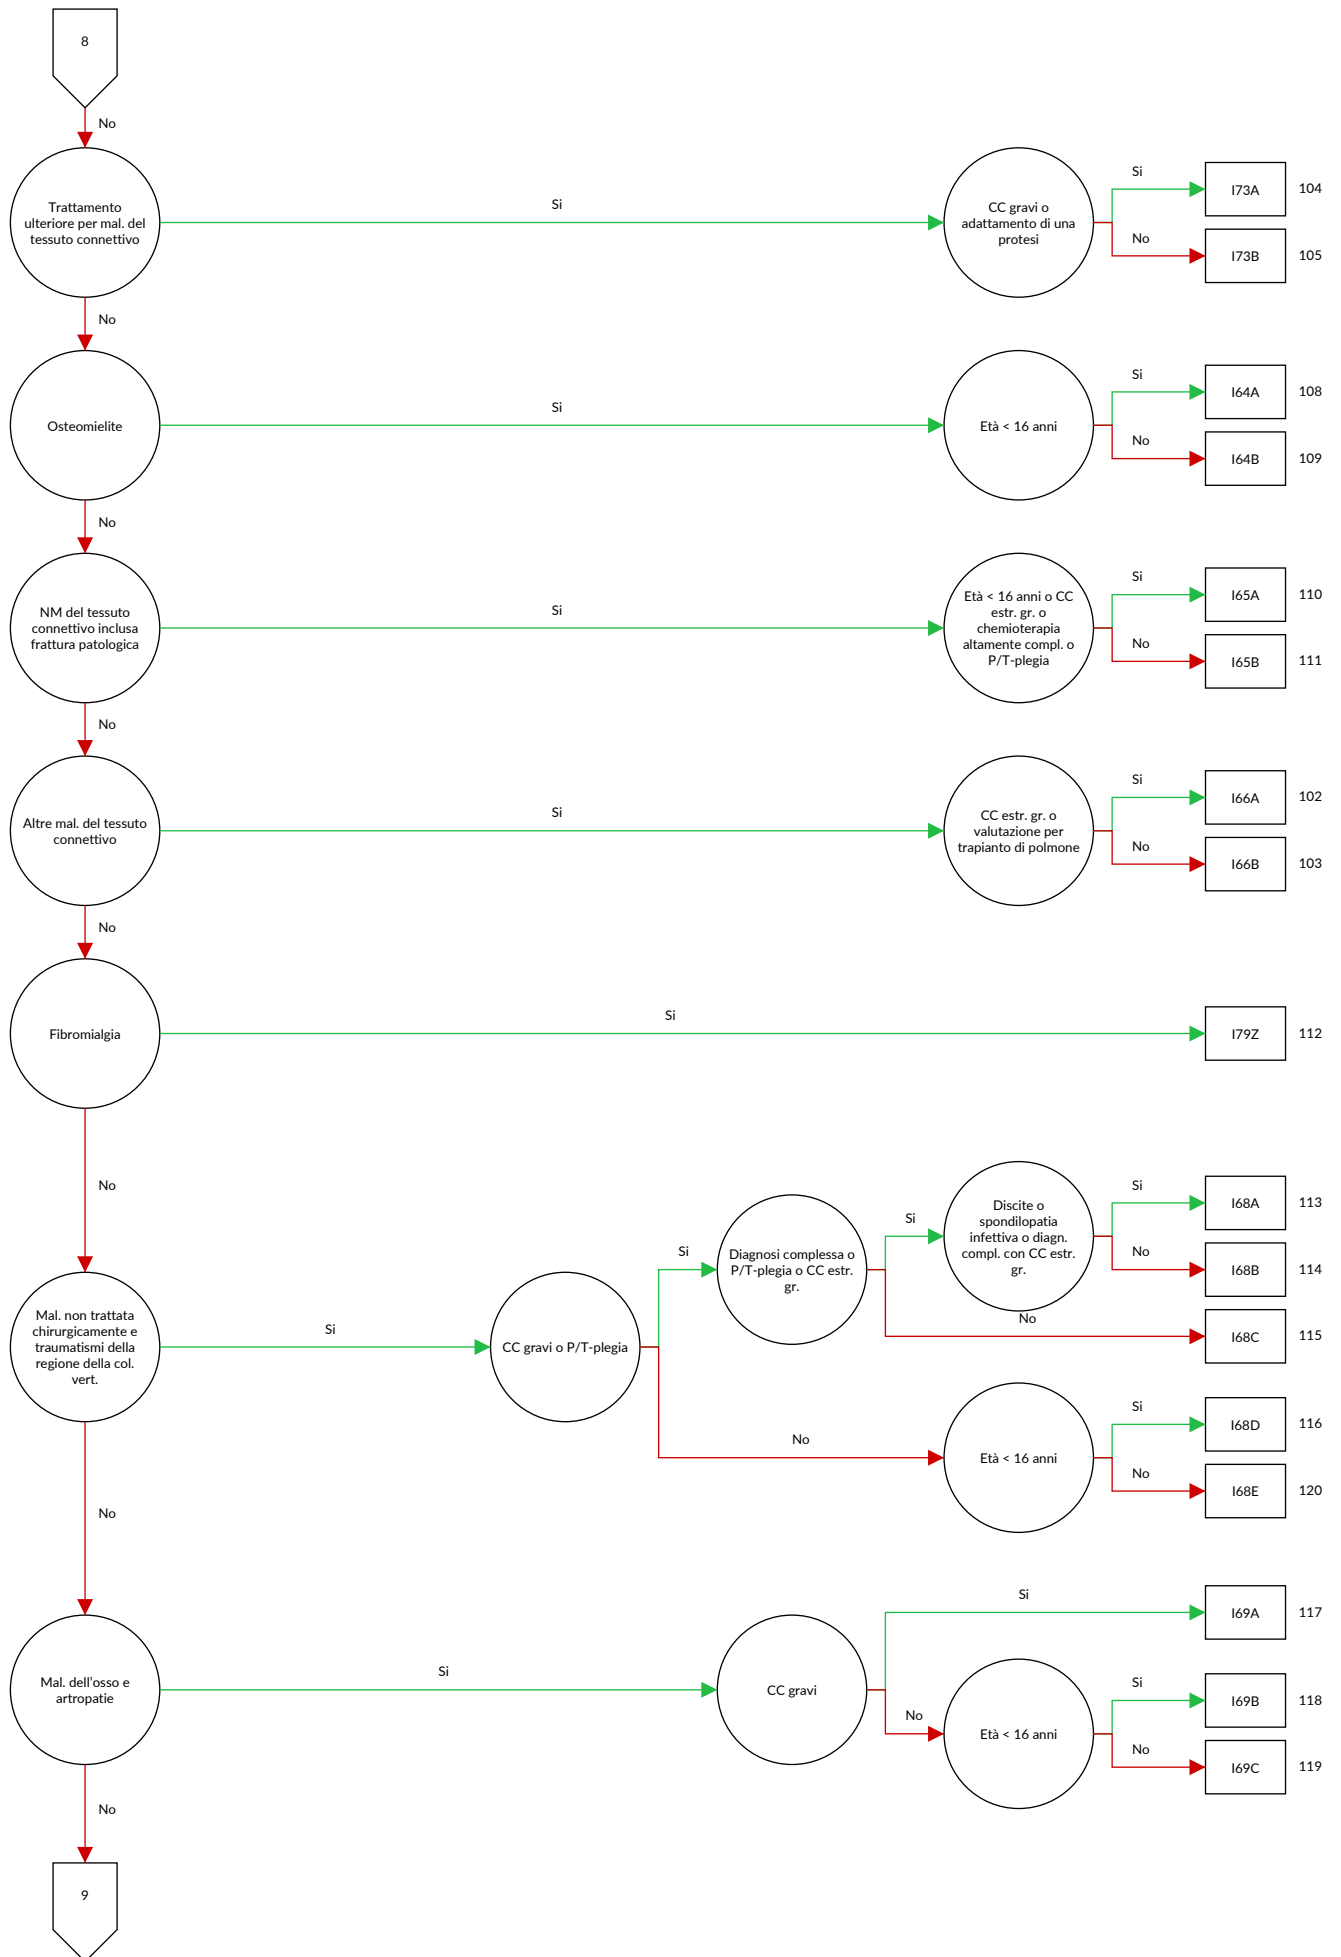 8
No
Trattamento
ulteriore per mal. del
tessuto connettivo
Si
CC gravi o
adattamento di una
protesi
Si
I73A
104
No
I73B
105
No
Osteomielite
Si
Età < 16 anni
Si
I64A
108
No
I64B
109
No
NM del tessuto
connettivo inclusa
frattura patologica
Si
Età < 16 anni o CC
estr. gr. o
chemioterapia
altamente compl. o
P/T-plegia
Si
I65A
110
No
I65B
111
No
Altre mal. del tessuto
connettivo
Si
CC estr. gr. o
valutazione per
trapianto di polmone
Si
I66A
102
No
I66B
103
No
Fibromialgia
Si
I79Z
112
No
Mal. non trattata
chirurgicamente e
traumatismi della
regione della col.
vert.
Si
CC gravi o P/T-plegia
Si
Diagnosi complessa o
P/T-plegia o CC estr.
gr.
Si
Discite o
spondilopatia
infettiva o diagn.
compl. con CC estr.
gr.
Si
I68A
113
No
I68B
114
No
I68C
115
No
Età < 16 anni
Si
I68D
116
No
I68E
120
No
Mal. dell'osso e
artropatie
Si
CC gravi
Si
I69A
117
No
Età < 16 anni
Si
I69B
118
No
I69C
119
No
9